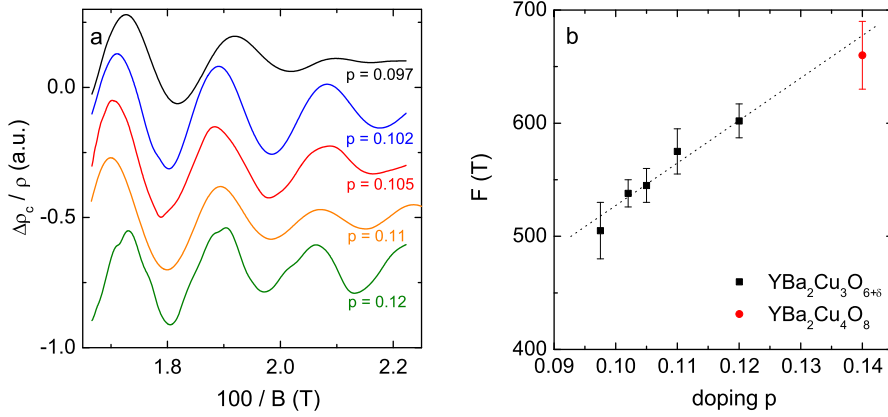 a
0.0
-0.5
-1.0
Δρc / ρ (a.u.)
p = 0.097
p = 0.102
p = 0.105
p = 0.11
p = 0.12
1.8
2.0
2.2
100 / B (T)
b
700
600
500
400
F (T)
YBa2Cu3O6+δ
YBa2Cu4O8
0.09
0.10
0.11
0.12
0.13
0.14
doping p